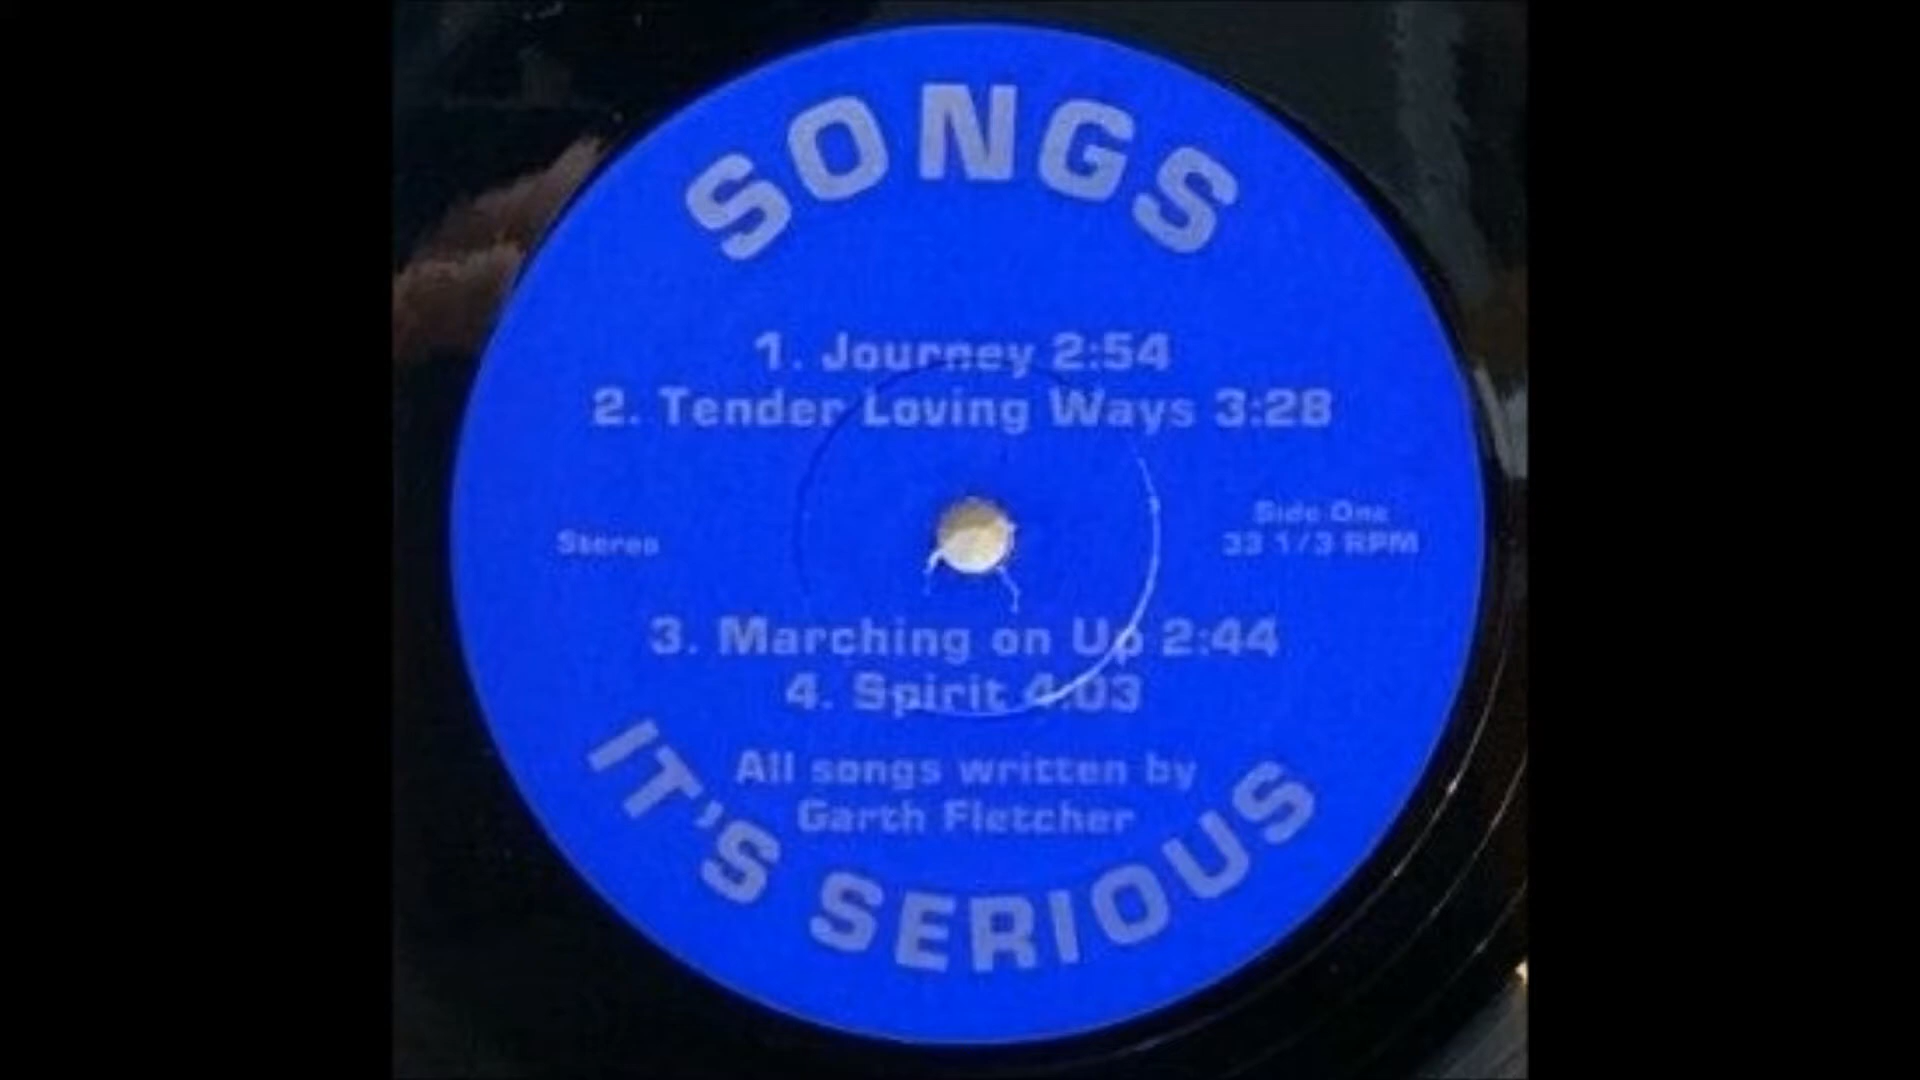 SONGS
1. Journey 2:54
2. Tender Loving Ways 3:28
Stereo
Side One
33 1/3 RPM
3. Marching on Up 2:44
4. Spirit 4:03
All songs written by
Garth Fletcher
IT'S SERIOUS